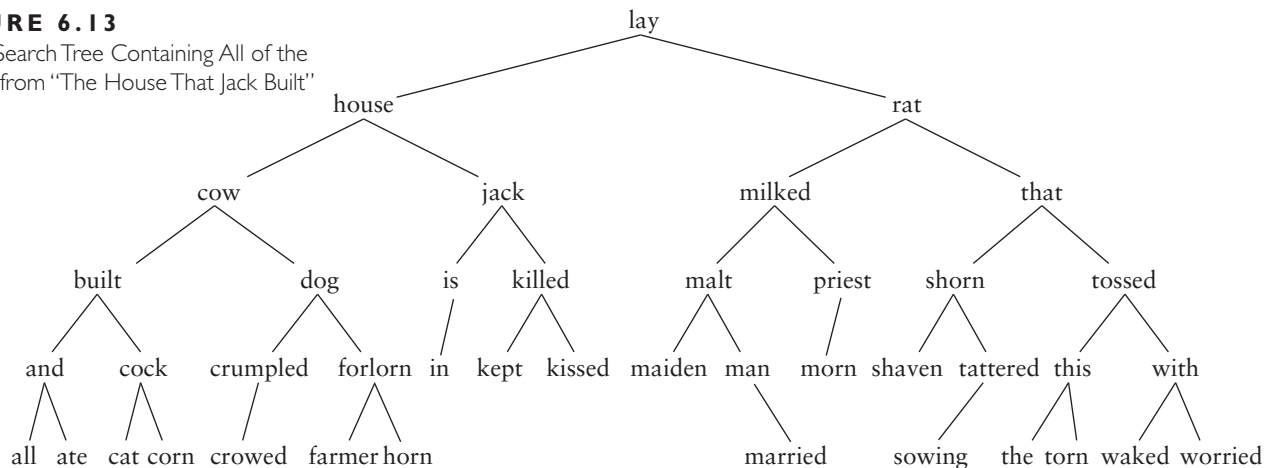 URE 6.13
Search Tree Containing All of the
from “The House That Jack Built”
lay
house rat
cow jack milked that
built dog is killed malt priest shorn tossed
and cock crumpled forlorn in kept kissed maiden man morn shaven tattered this with
all ate cat corn crowed farmer horn married sowing the torn waked worried